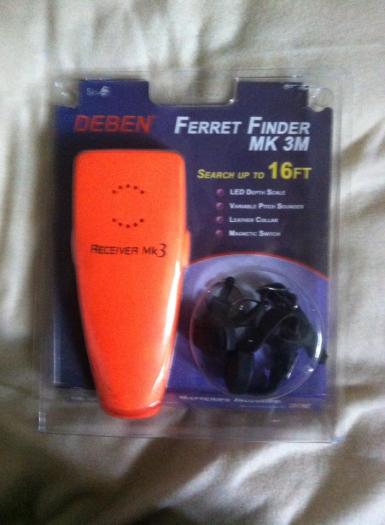 DEBEN
FERRET FINDER
MK 3M
SEARCH UP TO 16FT
LED DEPTH SCALE
VARIABLE PITCH SOUNDER
LEATHER COLLAR
MAGNETIC SWITCH
RECEIVER MK3